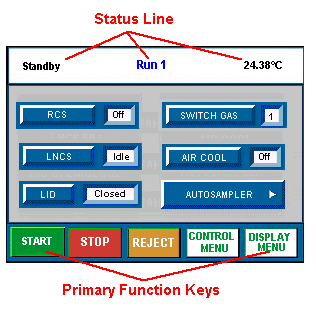 Status Line
Standby Run 1 24.38°C
RCS Off SWITCH GAS 1
LNCS Idle AIR COOL Off
LID Closed AUTOSAMPLER
START STOP REJECT CONTROL MENU DISPLAY MENU
Primary Function Keys